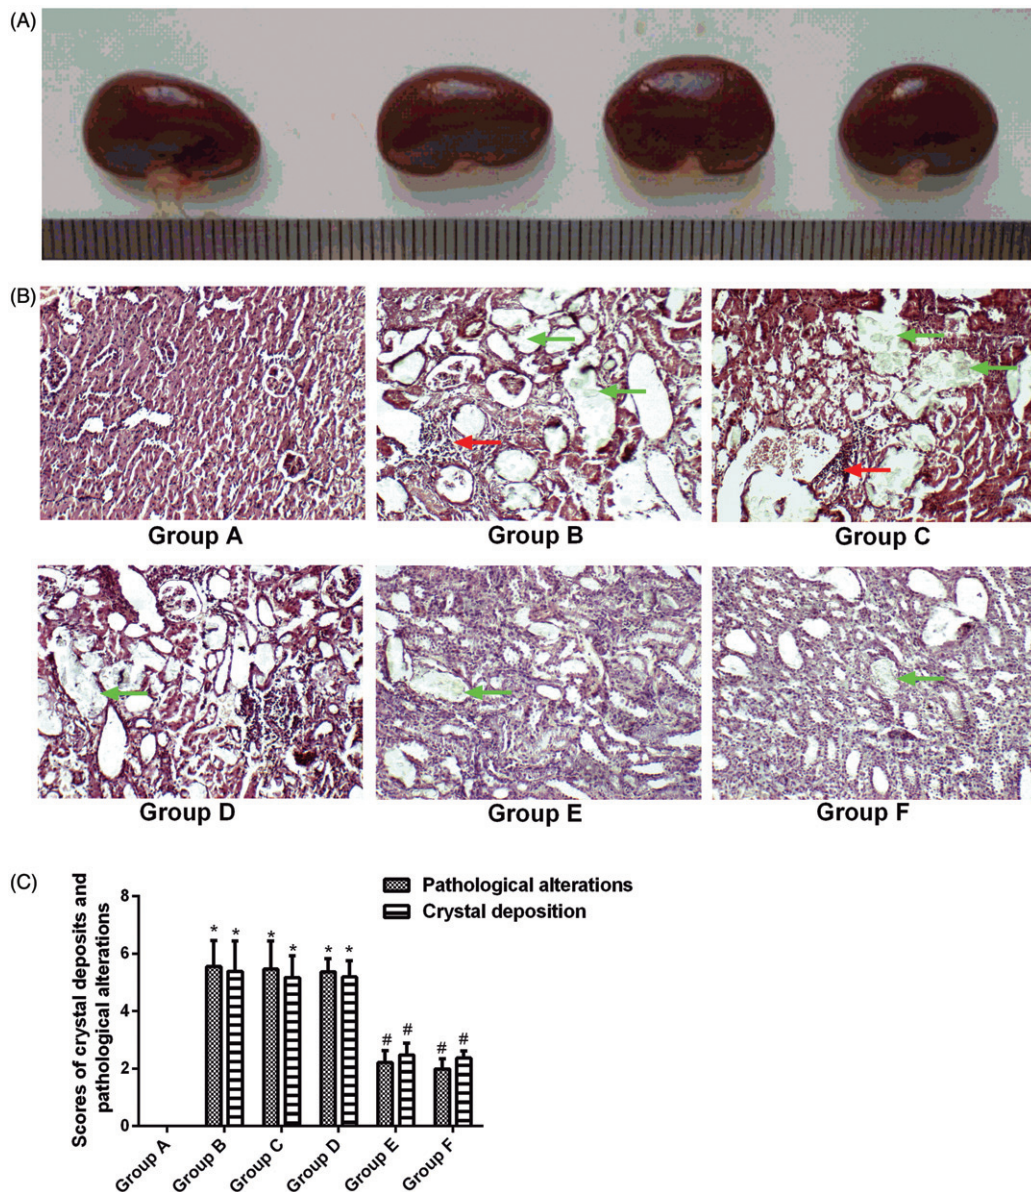 (A)
(B)
Group A
Group B
Group C
Group D
Group E
Group F
(C)
Scores of crystal deposits and
pathological alterations
Pathological alterations
Crystal deposition
8
6
4
2
0
* * * * * * # # # #
Group A
Group B
Group C
Group D
Group E
Group F